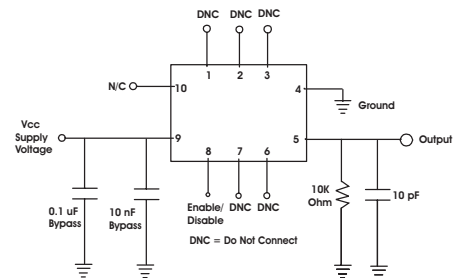 DNC DNC DNC
1 2 3
N/C 10
4
Ground
Vcc
Supply
Voltage
9
5
Output
8 7 6
Enable/
Disable
DNC DNC
0.1 uF
Bypass
10 nF
Bypass
10K
Ohm
10 pF
DNC = Do Not Connect